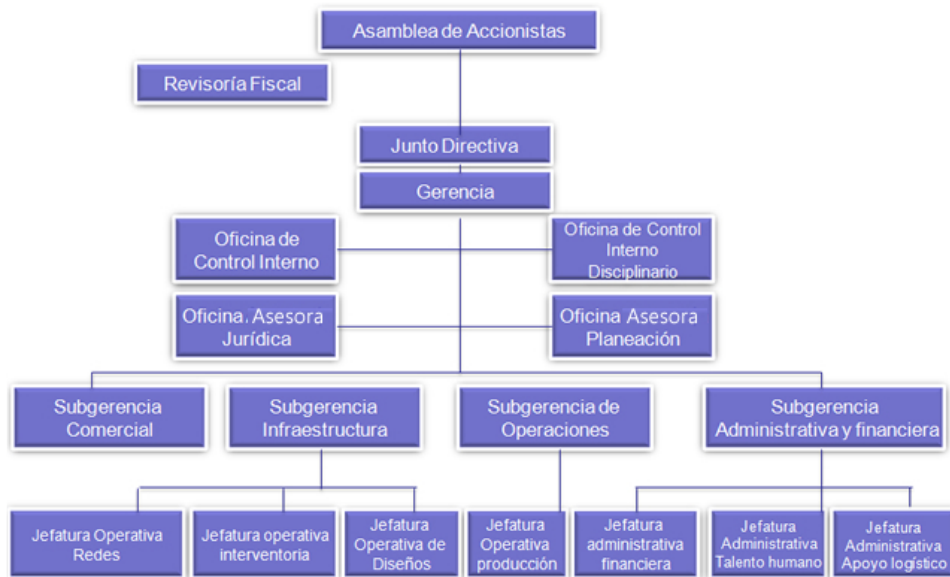 Asamblea de Accionistas
Revisoría Fiscal
Junto Directiva
Gerencia
Oficina de
Control Interno
Oficina de Control
Interno
Disciplinario
Oficina. Asesora
Jurídica
Oficina Asesora
Planeación
Subgerencia
Comercial
Subgerencia
Infraestructura
Subgerencia de
Operaciones
Subgerencia
Administrativa y financiera
Jefatura Operativa
Redes
Jefatura operativa
interventoria
Jefatura
Operativa de
Diseños
Jefatura
Operativa
producción
Jefatura
administrativa
financiera
Jefatura
Administrativa
Talento humano
Jefatura
Administrativa
Apoyo logístico